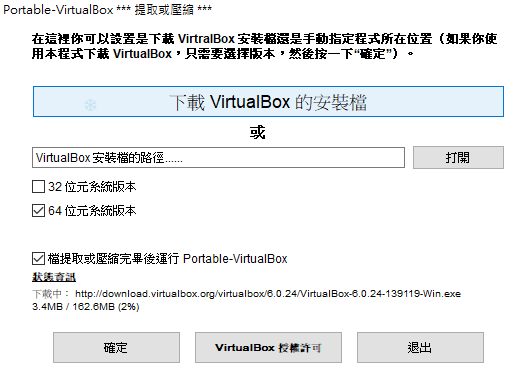 Portable-VirtualBox *** 提取或壓縮 ***
在這裡你可以設置是下載 VirtralBox 安裝檔還是手動指定程式所在位置（如果你使
用本程式下載 VirtualBox，只需要選擇版本，然後按一下“確定”）。
下載 VirtualBox 的安裝檔
或
VirtualBox 安裝檔的路徑......
打開
32 位元系統版本
64 位元系統版本
檔提取或壓縮完畢後運行 Portable-VirtualBox
狀態資訊
下載中： http://download.virtualbox.org/virtualbox/6.0.24/VirtualBox-6.0.24-139119-Win.exe
3.4MB / 162.6MB (2%)
確定
VirtualBox 授權許可
退出